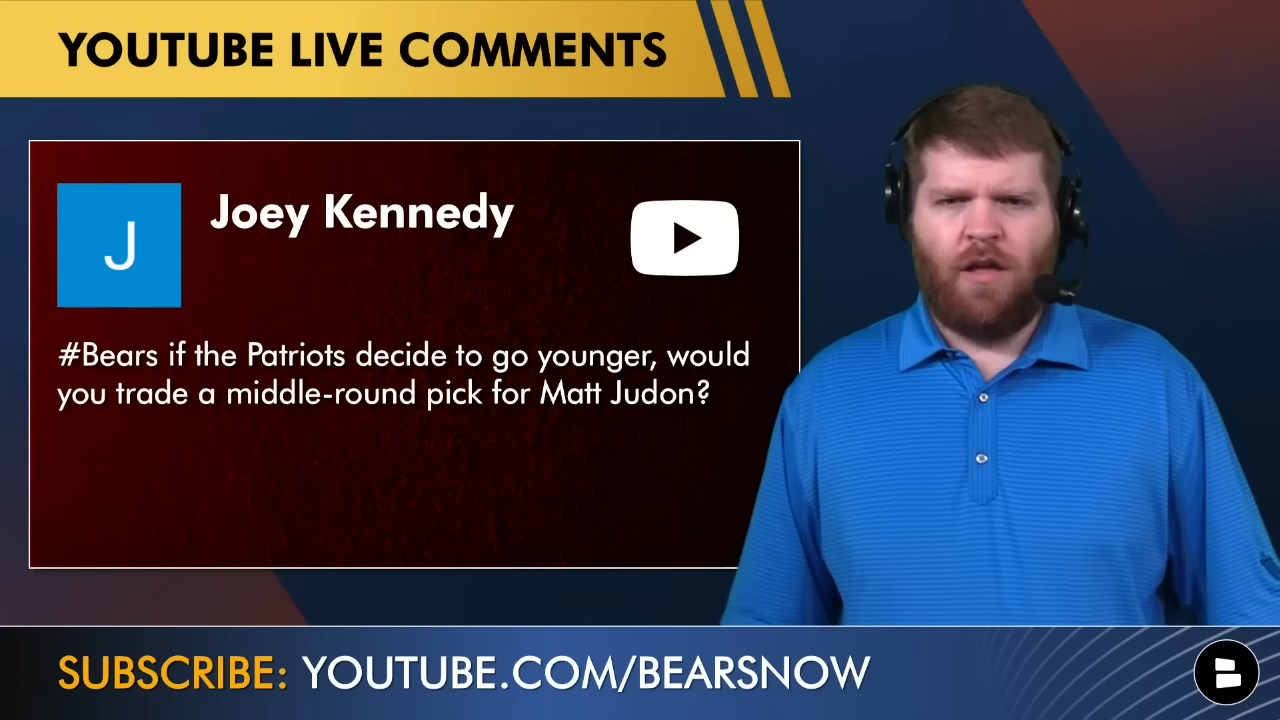 YOUTUBE LIVE COMMENTS
J
Joey Kennedy
#Bears if the Patriots decide to go younger, would
you trade a middle-round pick for Matt Judon?
SUBSCRIBE: YOUTUBE.COM/BEARSNOW